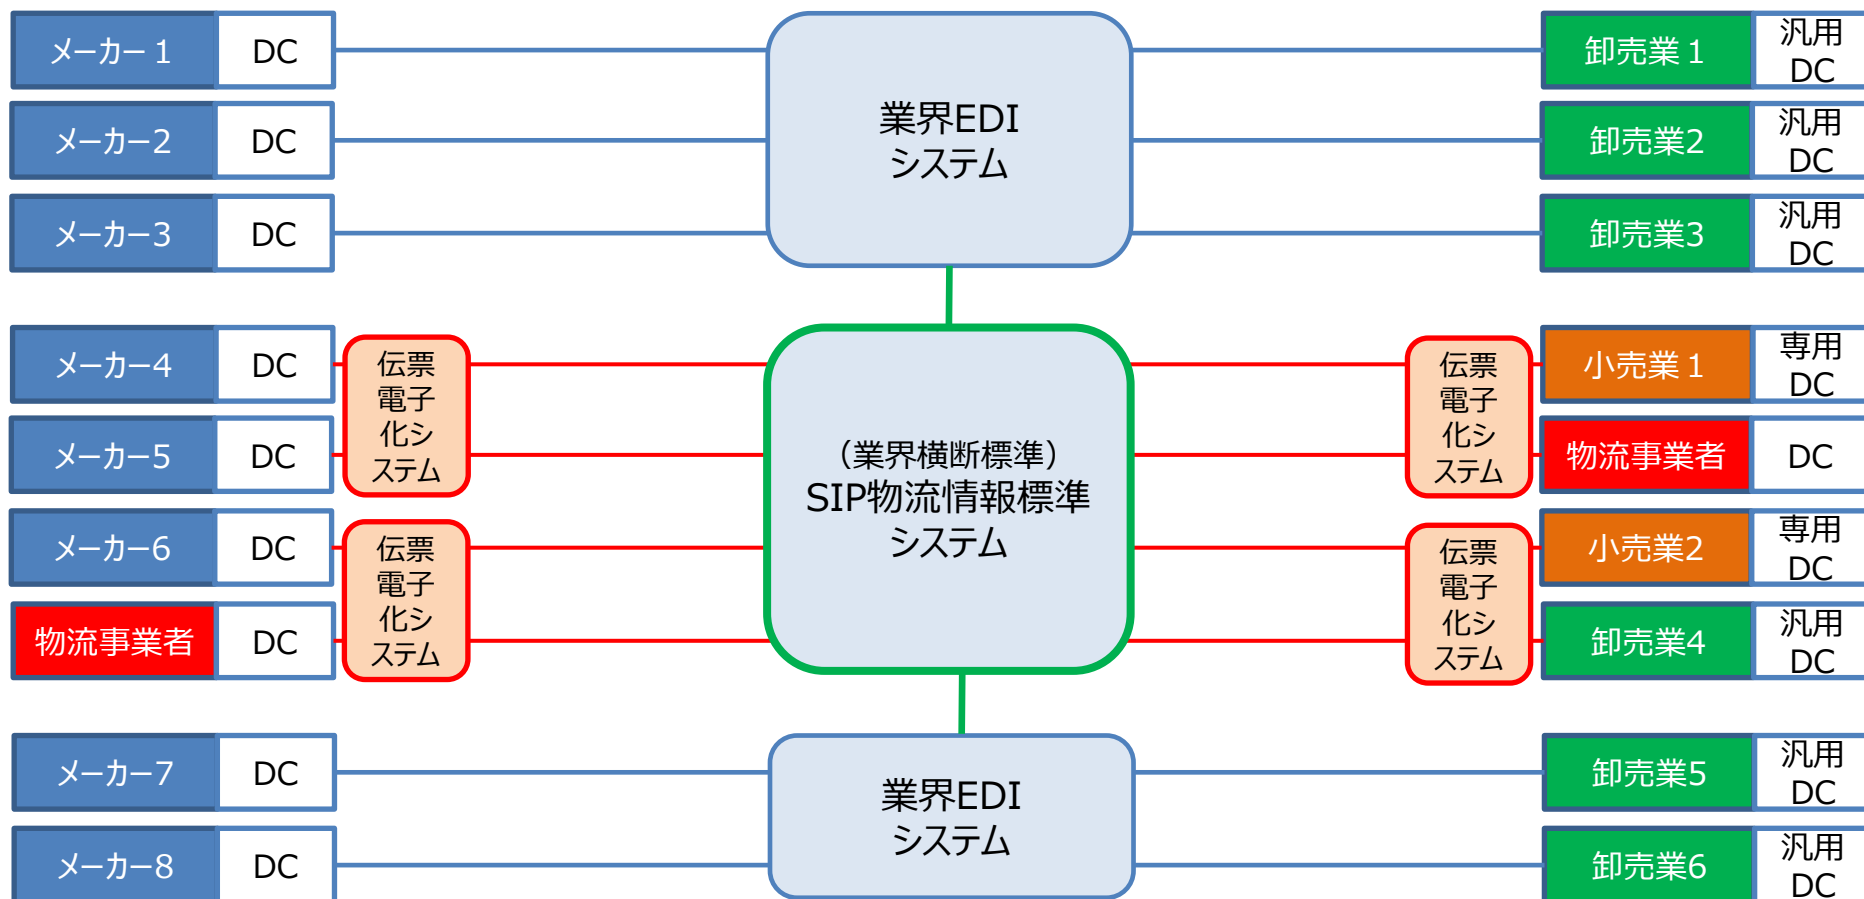 メーカー１
DC
業界EDI
システム
卸売業１
汎用
DC
メーカー2
DC
卸売業2
汎用
DC
メーカー3
DC
卸売業3
汎用
DC
メーカー4
DC
伝票
電子
化シ
ステム
（業界横断標準）
SIP物流情報標準
システム
伝票
電子
化シ
ステム
小売業１
専用
DC
メーカー5
DC
物流事業者
DC
メーカー6
DC
伝票
電子
化シ
ステム
伝票
電子
化シ
ステム
小売業2
専用
DC
物流事業者
DC
卸売業4
汎用
DC
メーカー7
DC
業界EDI
システム
卸売業5
汎用
DC
メーカー8
DC
卸売業6
汎用
DC